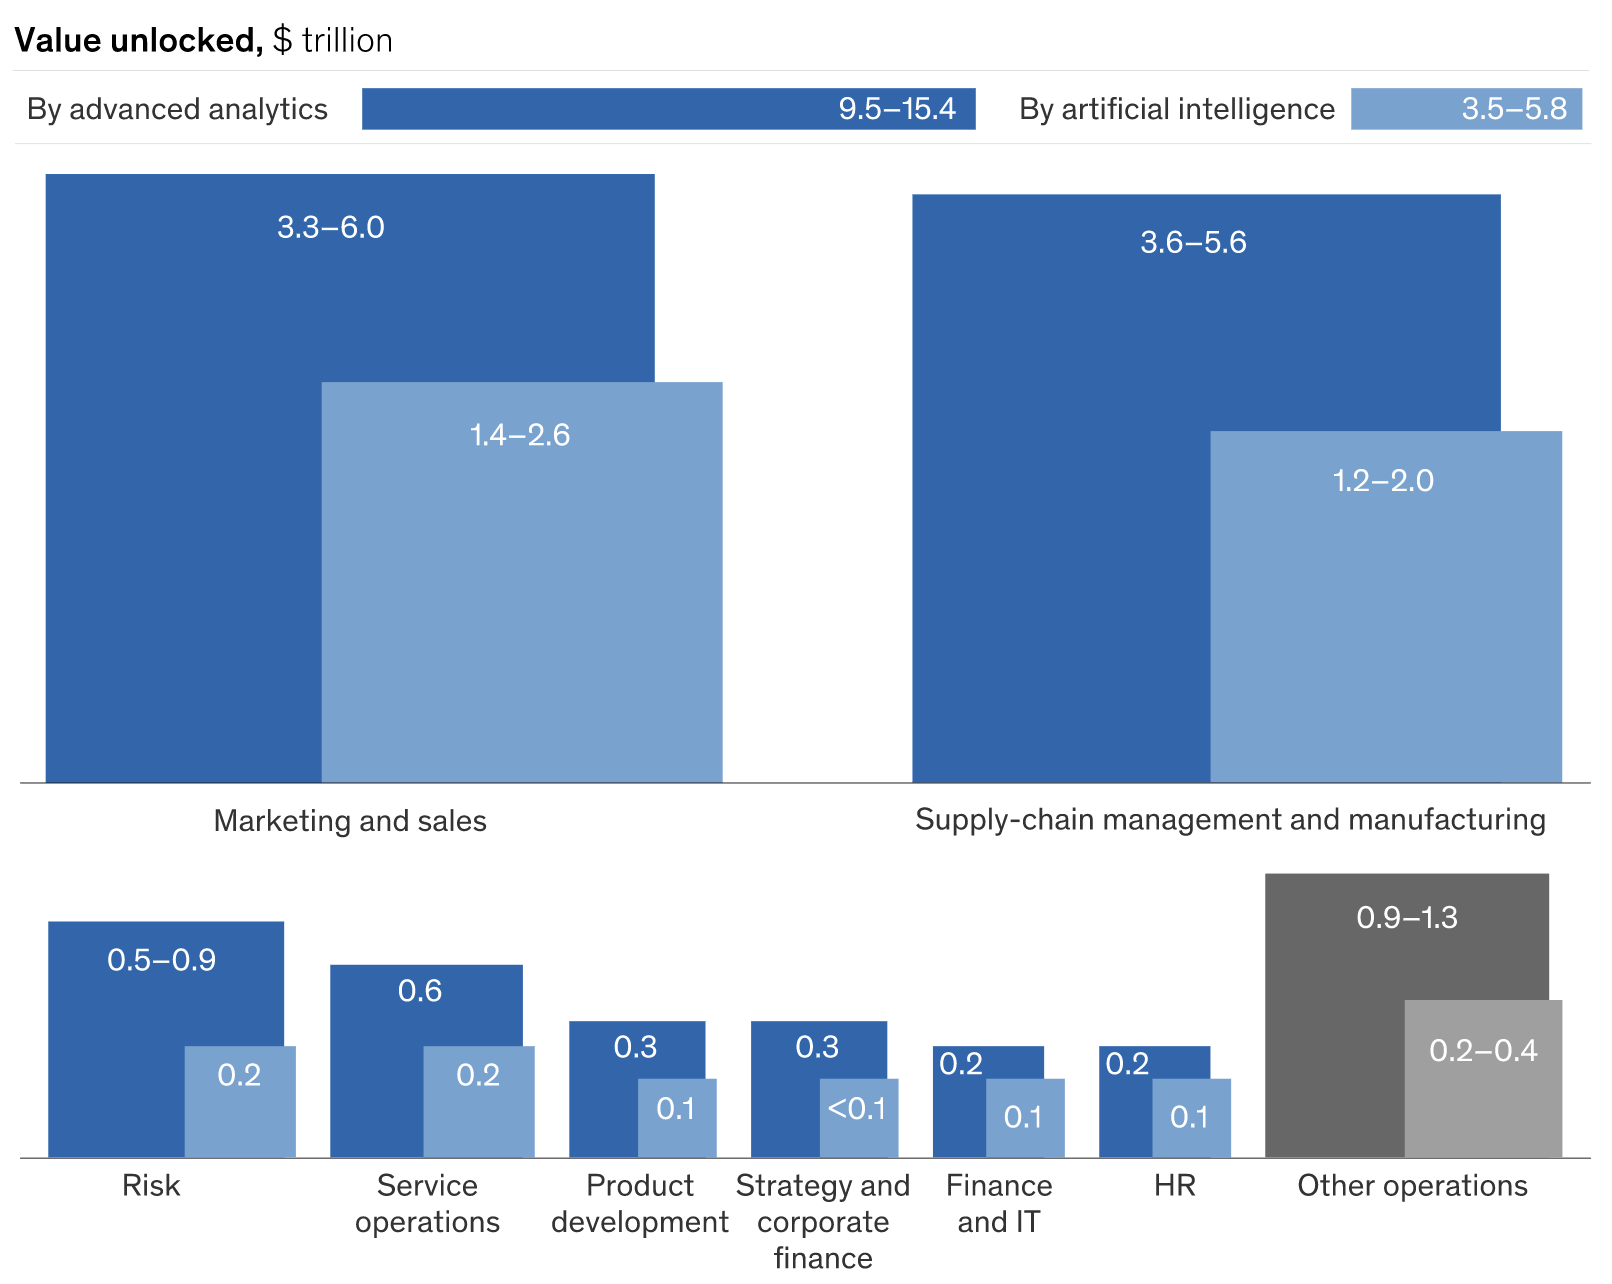 Value unlocked, $ trillion
By advanced analytics 9.5–15.4 By artificial intelligence 3.5–5.8
3.3–6.0
1.4–2.6
3.6–5.6
1.2–2.0
Marketing and sales
Supply-chain management and manufacturing
0.5–0.9
0.2
0.6
0.2
0.3
0.1
0.3
<0.1
0.2
0.1
0.2
0.1
0.9–1.3
0.2–0.4
Risk
Service
operations
Product
development
Strategy and
corporate
finance
Finance
and IT
HR
Other operations